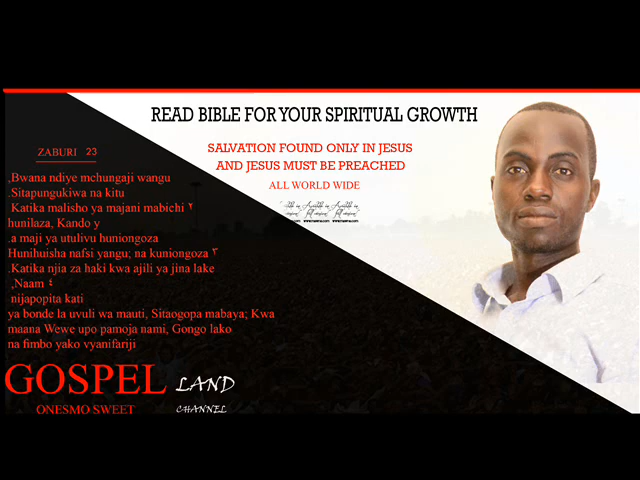 READ BIBLE FOR YOUR SPIRITUAL GROWTH
SALVATION FOUND ONLY IN JESUS
AND JESUS MUST BE PREACHED
ALL WORLD WIDE
ZABURI 23
,Bwana ndiye mchungaji wangu
.Sitapungukiwa na kitu
Katika malisho ya majani mabichi ٢
hunilaza, Kando y
.a maji ya utulivu huniongoza
Hunihuisha nafsi yangu; na kuniongoza ٣
.Katika njia za haki kwa ajili ya jina lake
,Naam ٤
nijapopita kati
ya bonde la uvuli wa mauti, Sitaogopa mabaya; Kwa
maana Wewe upo pamoja nami, Gongo lako
na fimbo yako vyanifariji
GOSPEL LAND
ONESMO SWEET CHANNEL